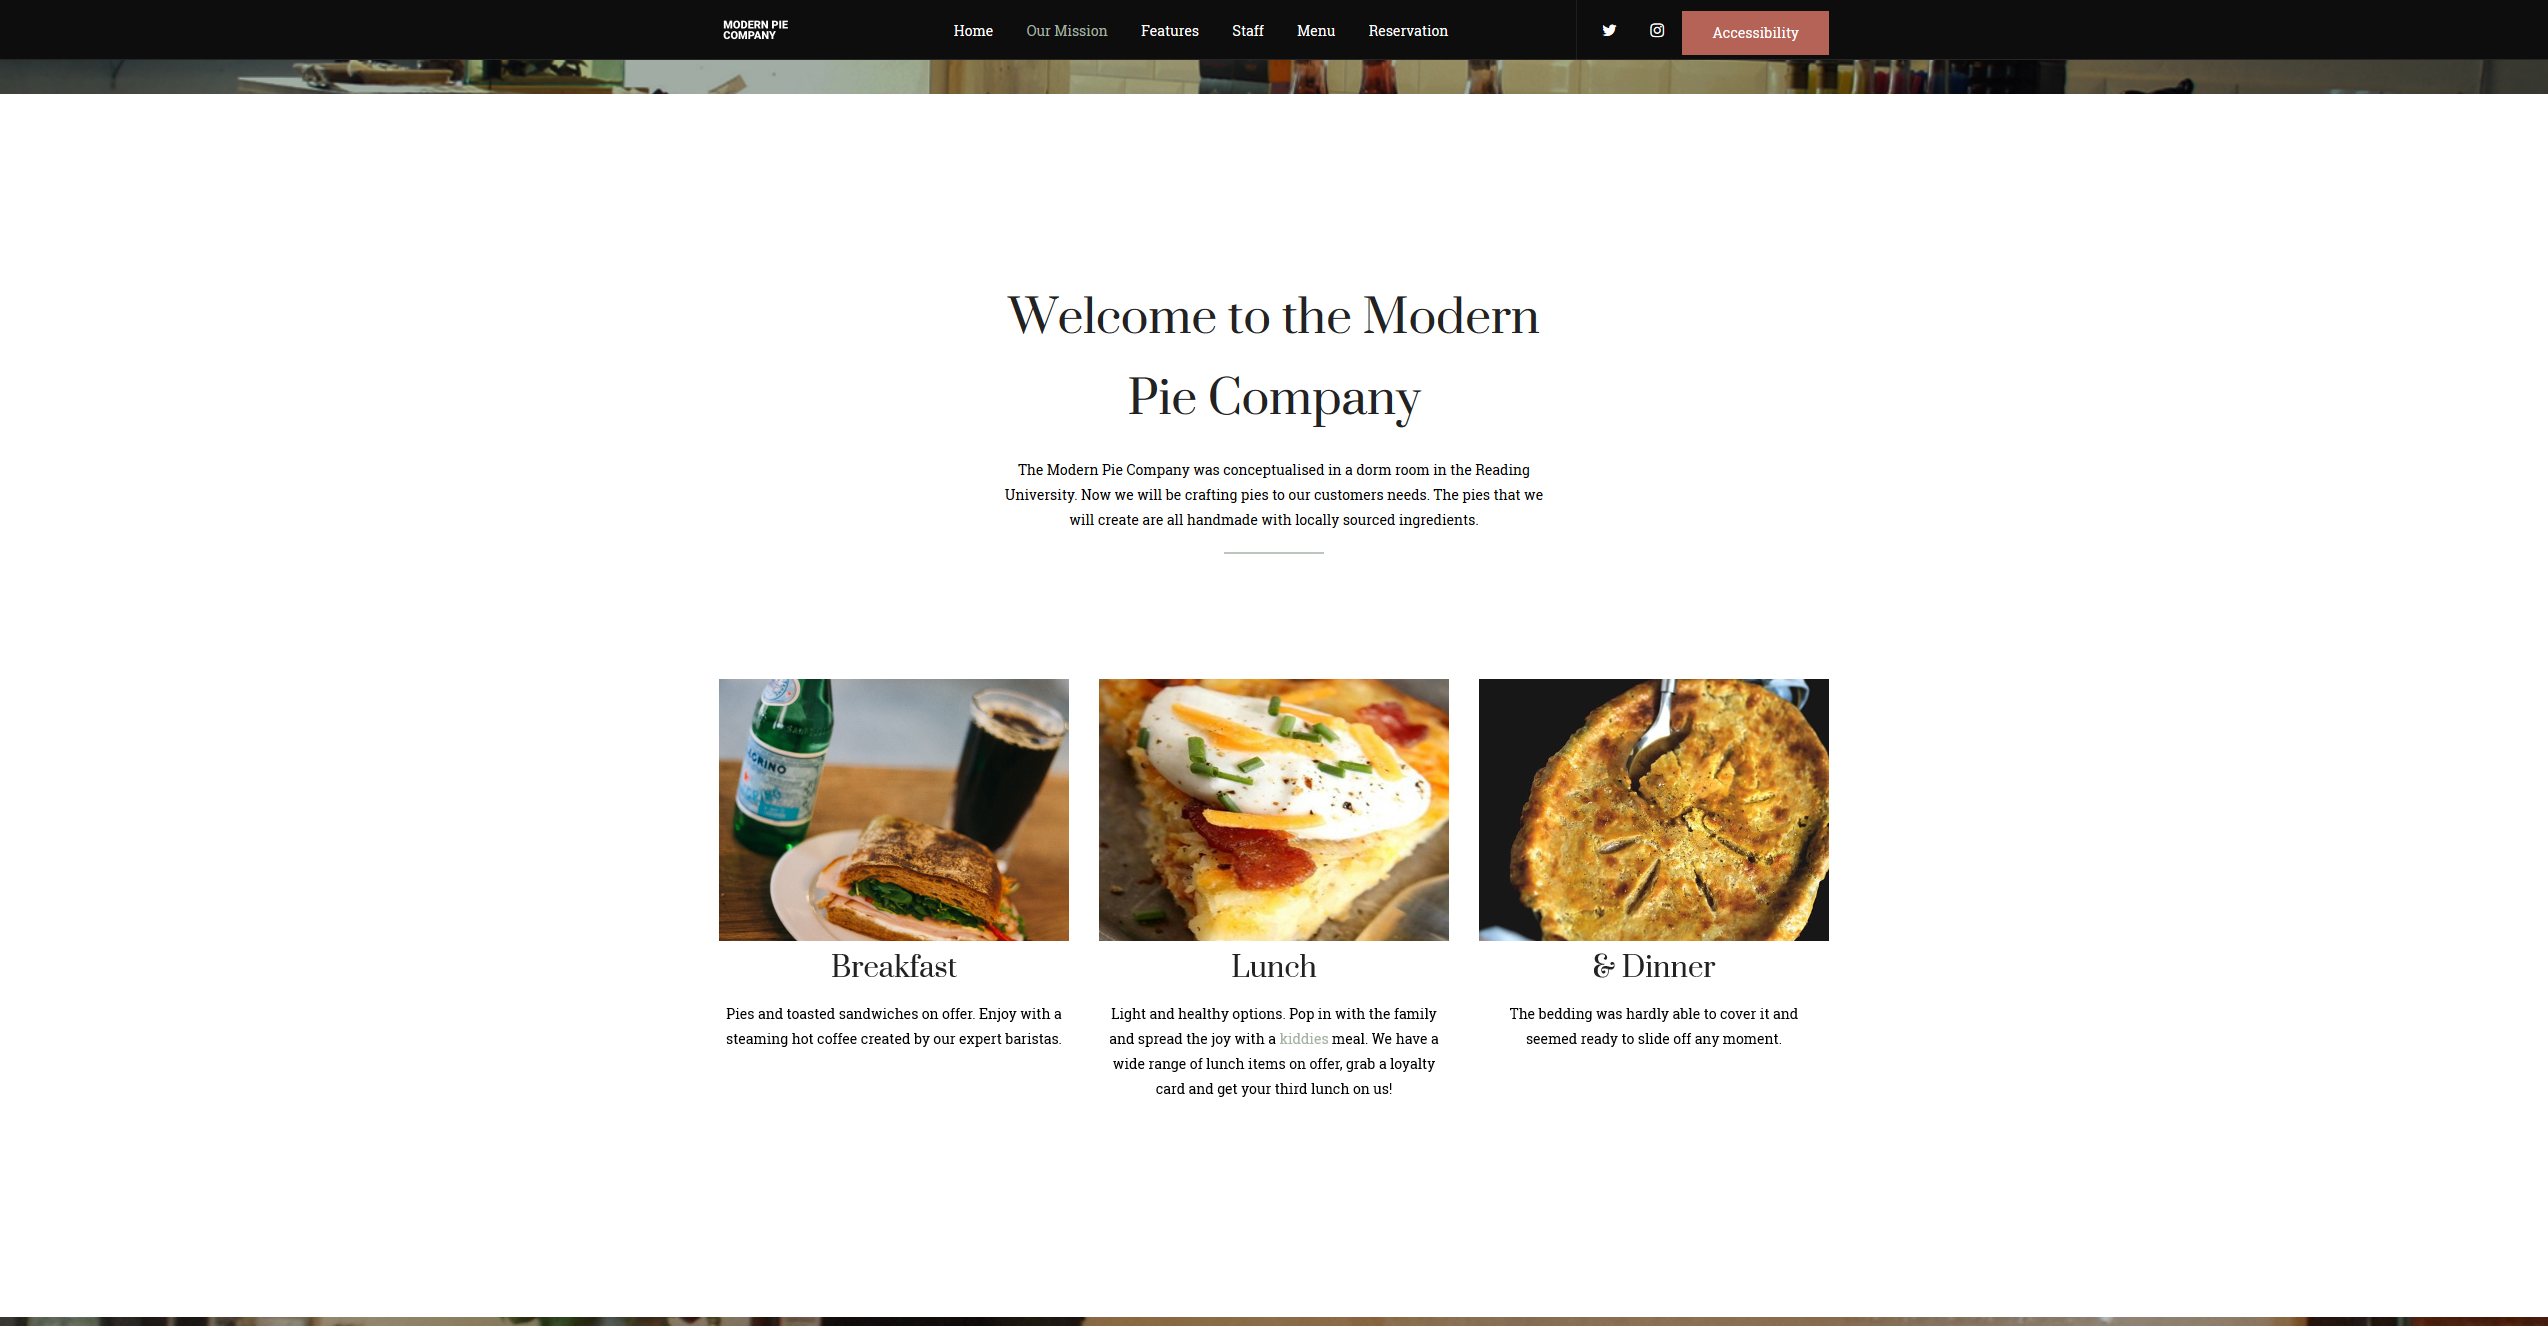 MODERN PIE
COMPANY
Home
Our Mission
Features
Staff
Menu
Reservation
Accessibility
Welcome to the Modern
Pie Company
The Modern Pie Company was conceptualised in a dorm room in the Reading
University. Now we will be crafting pies to our customers needs. The pies that we
will create are all handmade with locally sourced ingredients.
Breakfast
Pies and toasted sandwiches on offer. Enjoy with a
steaming hot coffee created by our expert baristas.
Lunch
Light and healthy options. Pop in with the family
and spread the joy with a kiddies meal. We have a
wide range of lunch items on offer, grab a loyalty
card and get your third lunch on us!
& Dinner
The bedding was hardly able to cover it and
seemed ready to slide off any moment.